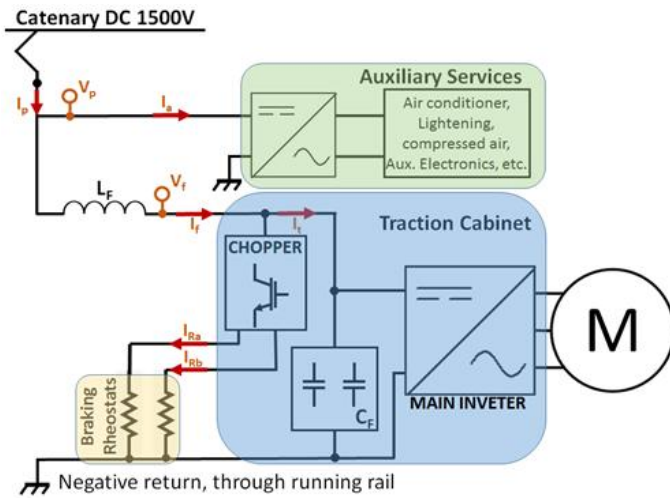 Catenary DC 1500V
Auxiliary Services
Air conditioner,
Lightening,
compressed air,
Aux. Electronics, etc.
Ip
Vp
Ia
LF
Vf
If
It
Traction Cabinet
CHOPPER
IRa
IRb
Braking
Rheostats
CF
MAIN INVETER
M
Negative return, through running rail